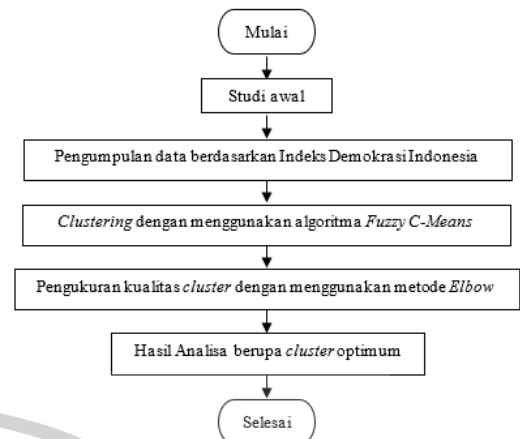 Mulai
Studi awal
Pengumpulan data berdasarkan Indeks Demokrasi Indonesia
Clustering dengan menggunakan algoritma Fuzzy C-Means
Pengukuran kualitas cluster dengan menggunakan metode Elbow
Hasil Analisa berupa cluster optimum
Selesai